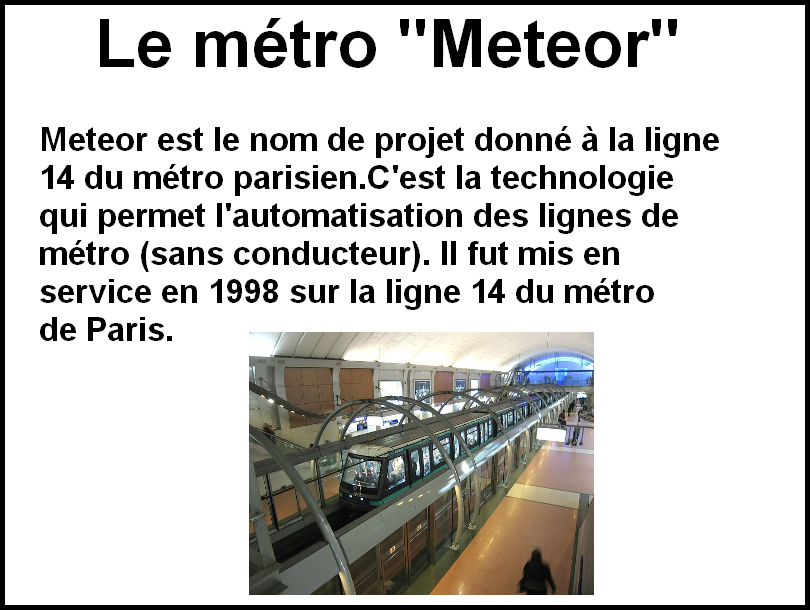 Le métro "Meteor"
Meteor est le nom de projet donné à la ligne
14 du métro parisien.C'est la technologie
qui permet l'automatisation des lignes de
métro (sans conducteur). Il fut mis en
service en 1998 sur la ligne 14 du métro
de Paris.